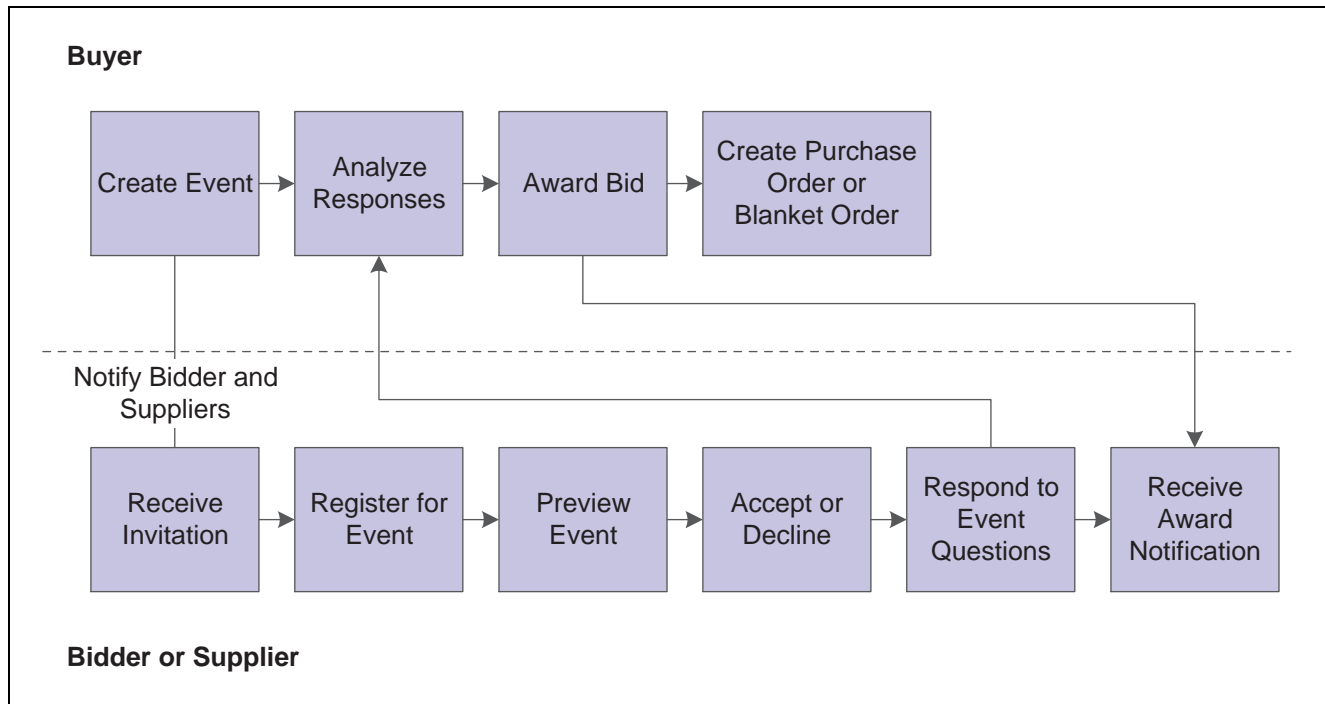 Buyer
Create Event
Analyze
Responses
Award Bid
Create Purchase
Order or
Blanket Order
Notify Bidder and
Suppliers
Receive
Invitation
Register for
Event
Preview
Event
Accept or
Decline
Respond to
Event
Questions
Receive
Award
Notification
Bidder or Supplier